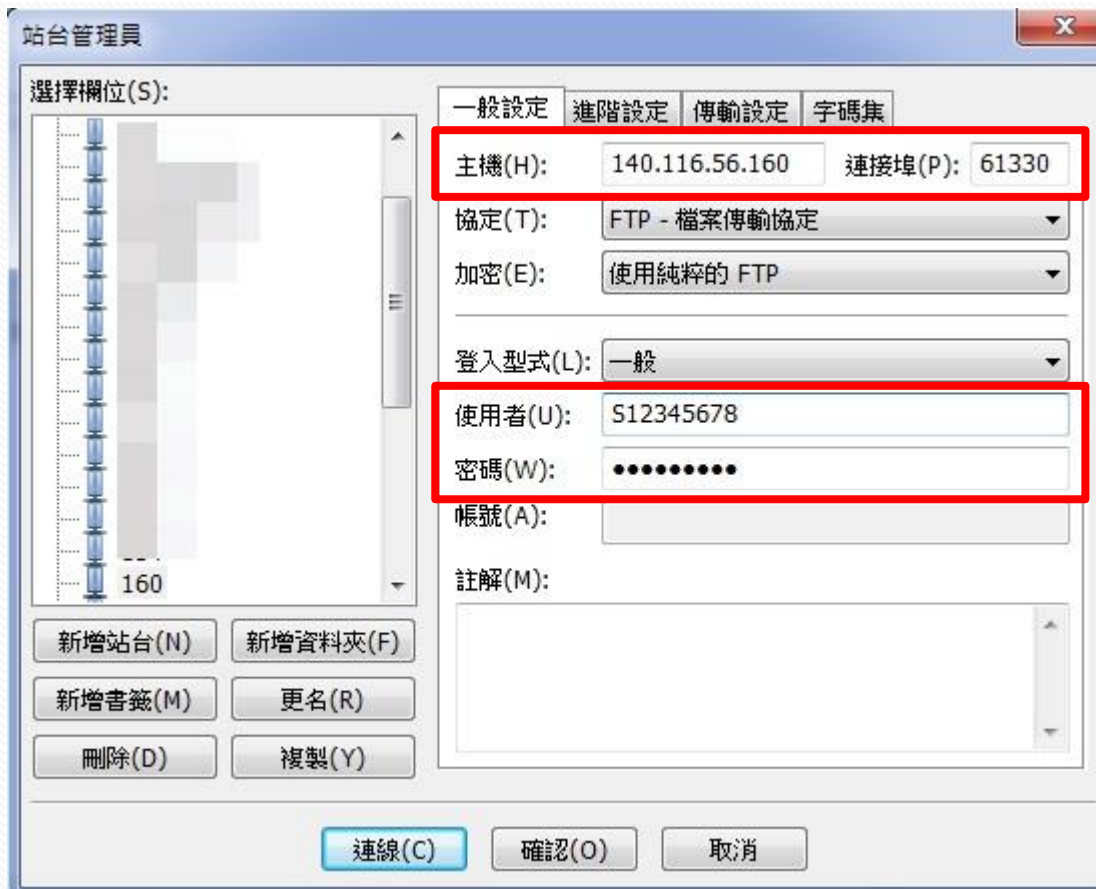 站台管理員
選擇欄位(S):
160
新增站台(N) 新增資料夾(F)
新增書籤(M) 更名(R)
刪除(D) 複製(Y)
一般設定 進階設定 傳輸設定 字碼集
主機(H): 140.116.56.160 連接埠(P): 61330
協定(T): FTP - 檔案傳輸協定
加密(E): 使用純粹的 FTP
登入型式(L): 一般
使用者(U): S12345678
密碼(W): •••••••••
帳號(A):
註解(M):
連線(C) 確認(O) 取消